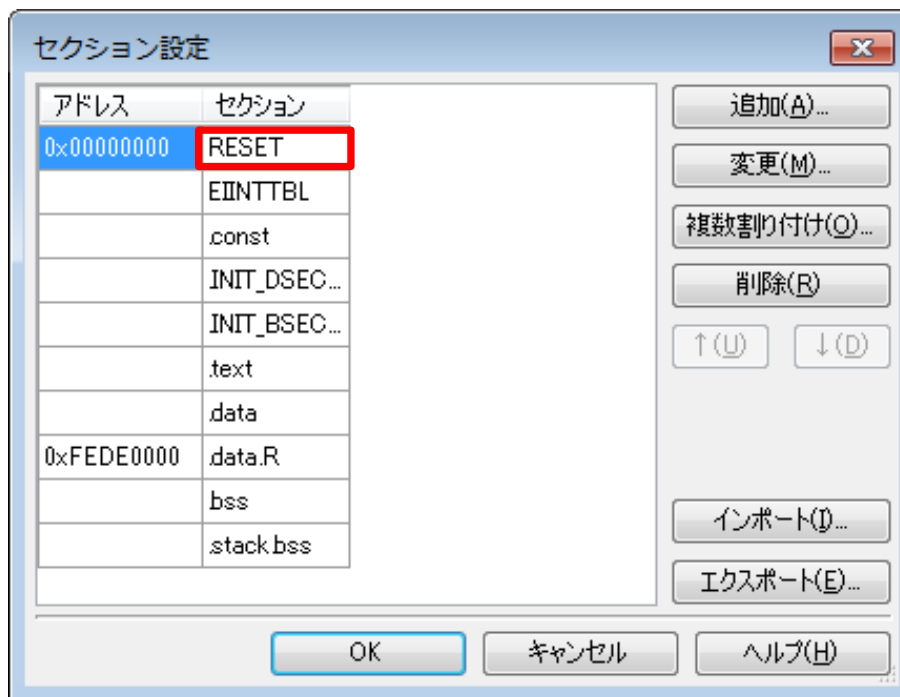 セクション設定
アドレス セクション
0x00000000 RESET
EIINTTBL
.const
.INIT_DSEC...
.INIT_BSEC...
.text
.data
0xFEDE0000 .data.R
.bss
.stack.bss
追加(A)...
変更(M)...
複数割り付け(O)...
削除(R)
↑(U) ↓(D)
インポート(I)...
エクスポート(E)...
OK キャンセル ヘルプ(H)